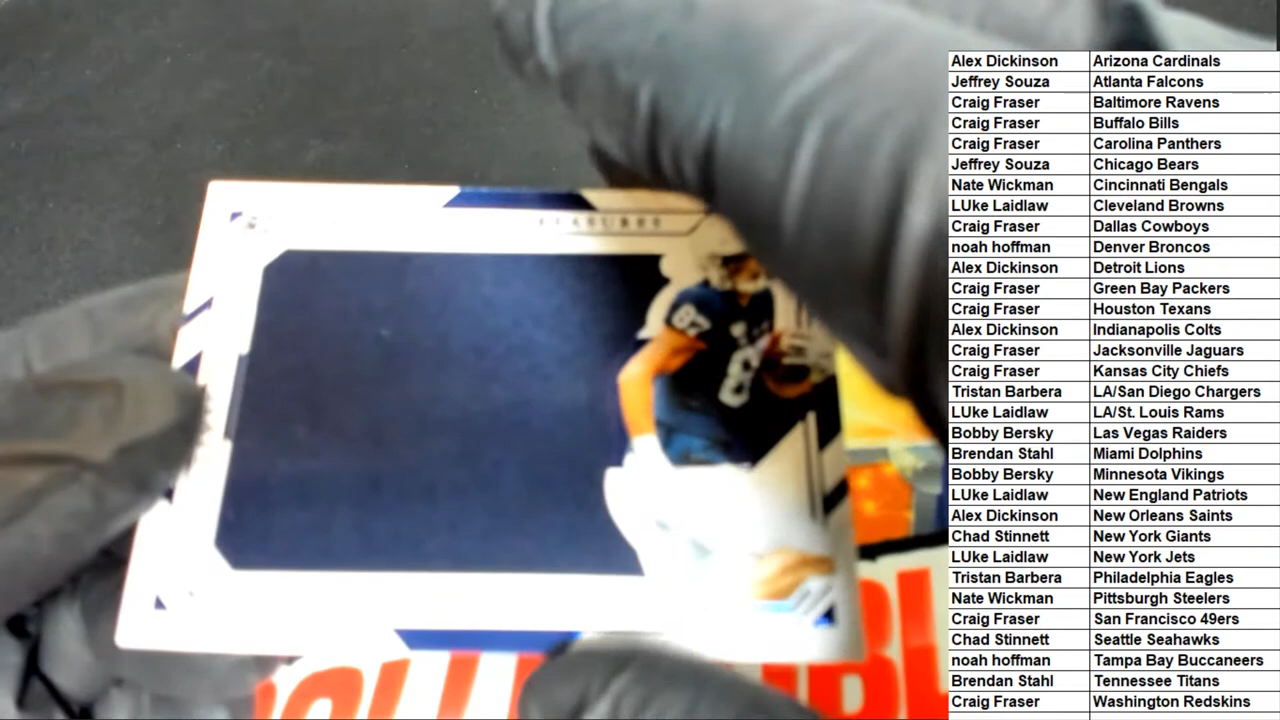 Alex Dickinson Arizona Cardinals
Jeffrey Souza Atlanta Falcons
Craig Fraser Baltimore Ravens
Craig Fraser Buffalo Bills
Craig Fraser Carolina Panthers
Jeffrey Souza Chicago Bears
Nate Wickman Cincinnati Bengals
LUke Laidlaw Cleveland Browns
Craig Fraser Dallas Cowboys
noah hoffman Denver Broncos
Alex Dickinson Detroit Lions
Craig Fraser Green Bay Packers
Craig Fraser Houston Texans
Alex Dickinson Indianapolis Colts
Craig Fraser Jacksonville Jaguars
Craig Fraser Kansas City Chiefs
Tristan Barbera LA/San Diego Chargers
LUke Laidlaw LA/St. Louis Rams
Bobby Bersky Las Vegas Raiders
Brendan Stahl Miami Dolphins
Bobby Bersky Minnesota Vikings
LUke Laidlaw New England Patriots
Alex Dickinson New Orleans Saints
Chad Stinnett New York Giants
LUke Laidlaw New York Jets
Tristan Barbera Philadelphia Eagles
Nate Wickman Pittsburgh Steelers
Craig Fraser San Francisco 49ers
Chad Stinnett Seattle Seahawks
noah hoffman Tampa Bay Buccaneers
Brendan Stahl Tennessee Titans
Craig Fraser Washington Redskins
87